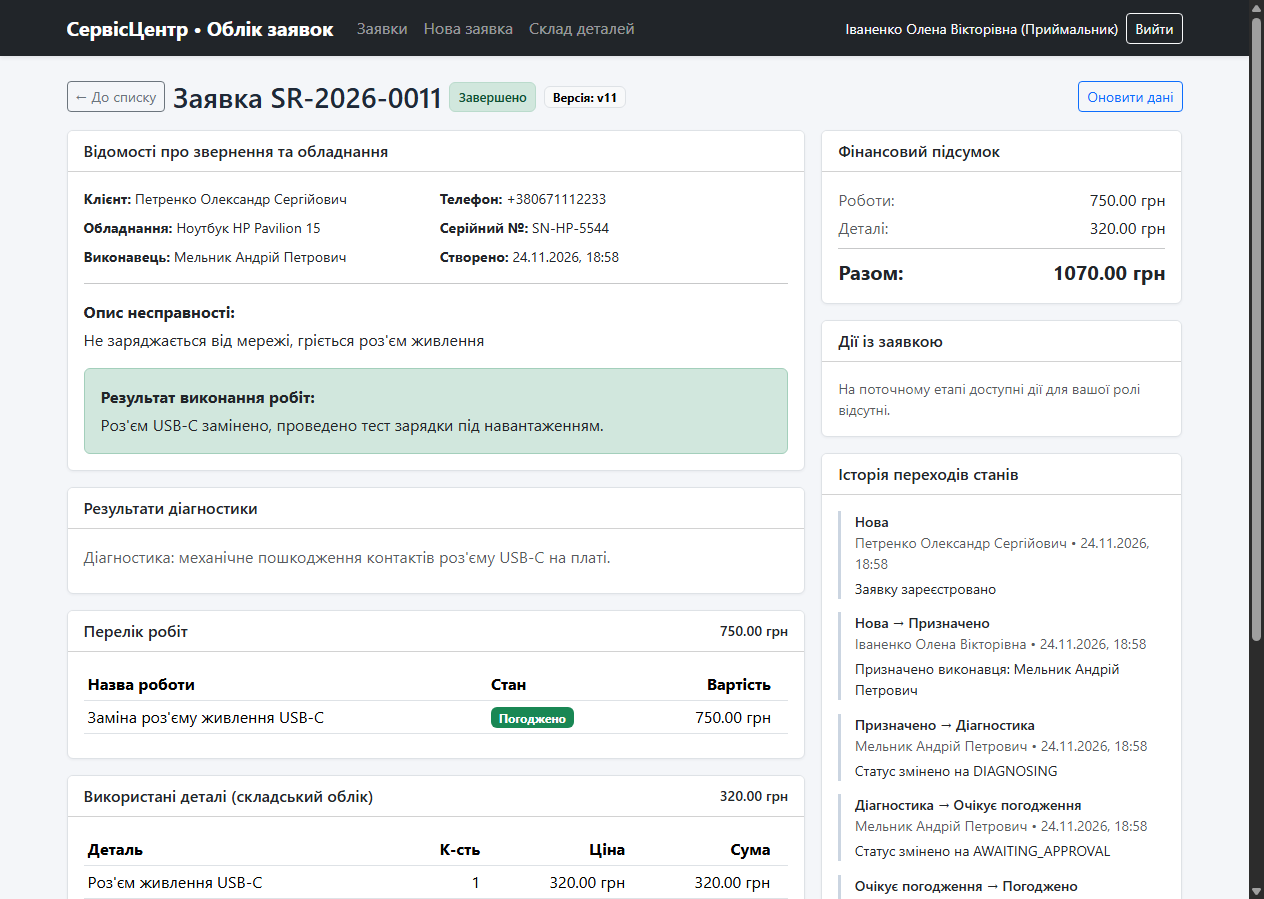 СервісЦентр • Облік заявок
Заявки
Нова заявка
Склад деталей
Іваненко Олена Вікторівна (Приймальник)
Вийти
← До списку
Заявка SR-2026-0011
Завершено
Версія: v11
Оновити дані
Відомості про звернення та обладнання
Клієнт: Петренко Олександр Сергійович
Телефон: +380671112233
Обладнання: Ноутбук HP Pavilion 15
Серійний №: SN-HP-5544
Виконавець: Мельник Андрій Петрович
Створено: 24.11.2026, 18:58
Опис несправності:
Не заряджається від мережі, гріється роз'єм живлення
Результат виконання робіт:
Роз'єм USB-C замінено, проведено тест зарядки під навантаженням.
Результати діагностики
Діагностика: механічне пошкодження контактів роз'єму USB-C на платі.
Перелік робіт
750.00 грн
Назва роботи
Стан
Вартість
Заміна роз'єму живлення USB-C
Погоджено
750.00 грн
Використані деталі (складський облік)
320.00 грн
Деталь
К-сть
Ціна
Сума
Роз'єм живлення USB-C
1
320.00 грн
320.00 грн
Фінансовий підсумок
Роботи:
750.00 грн
Деталі:
320.00 грн
Разом:
1070.00 грн
Дії із заявкою
На поточному етапі доступні дії для вашої ролі
відсутні.
Історія переходів станів
Нова
Петренко Олександр Сергійович • 24.11.2026,
18:58
Заявку зареєстровано
Нова → Призначено
Іваненко Олена Вікторівна • 24.11.2026, 18:58
Призначено виконавця: Мельник Андрій
Петрович
Призначено → Діагностика
Мельник Андрій Петрович • 24.11.2026, 18:58
Статус змінено на DIAGNOSING
Діагностика → Очікує погодження
Мельник Андрій Петрович • 24.11.2026, 18:58
Статус змінено на AWAITING_APPROVAL
Очікує погодження → Погоджено